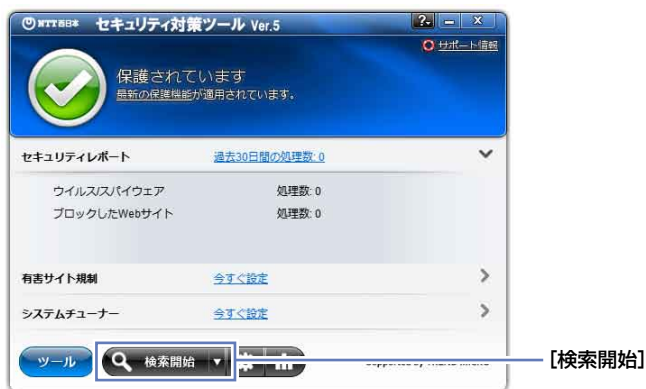 NTT西日本 セキュリティ対策ツール Ver.5
サポート情報
保護されています
最新の保護機能が適用されています。
セキュリティレポート 過去30日間の処理数: 0
ウイルス/スパイウェア 処理数: 0
ブロックしたWebサイト 処理数: 0
有害サイト規制 今すぐ設定
システムチューナー 今すぐ設定
ツール 検索開始
[検索開始]